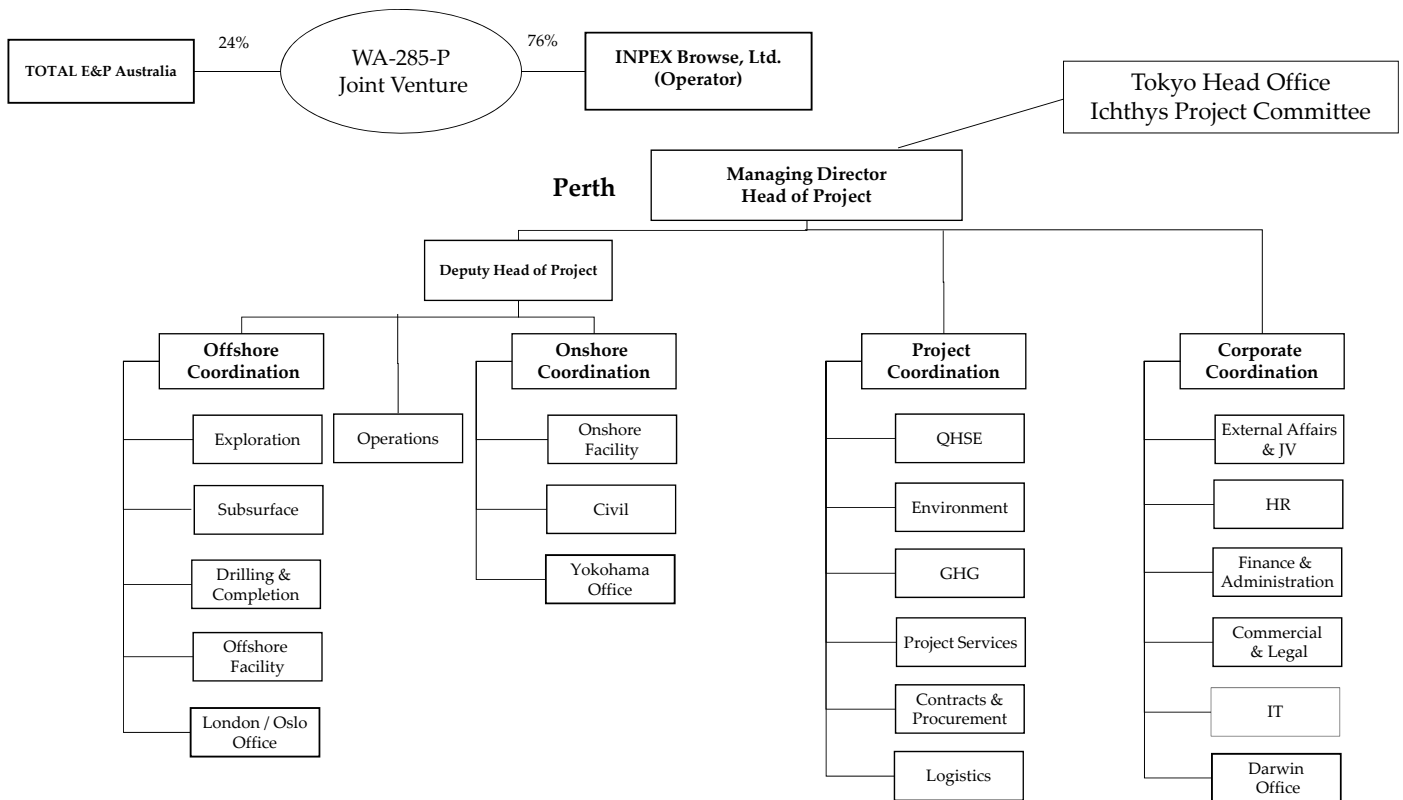 24%
76%
TOTAL E&P Australia
WA-285-P
Joint Venture
INPEX Browse, Ltd.
(Operator)
Tokyo Head Office
Ichthys Project Committee
Perth
Managing Director
Head of Project
Deputy Head of Project
Offshore
Coordination
Exploration
Subsurface
Drilling &
Completion
Offshore
Facility
London / Oslo
Office
Operations
Onshore
Coordination
Onshore
Facility
Civil
Yokohama
Office
Project
Coordination
QHSE
Environment
GHG
Project Services
Contracts &
Procurement
Logistics
Corporate
Coordination
External Affairs
& JV
HR
Finance &
Administration
Commercial
& Legal
IT
Darwin
Office